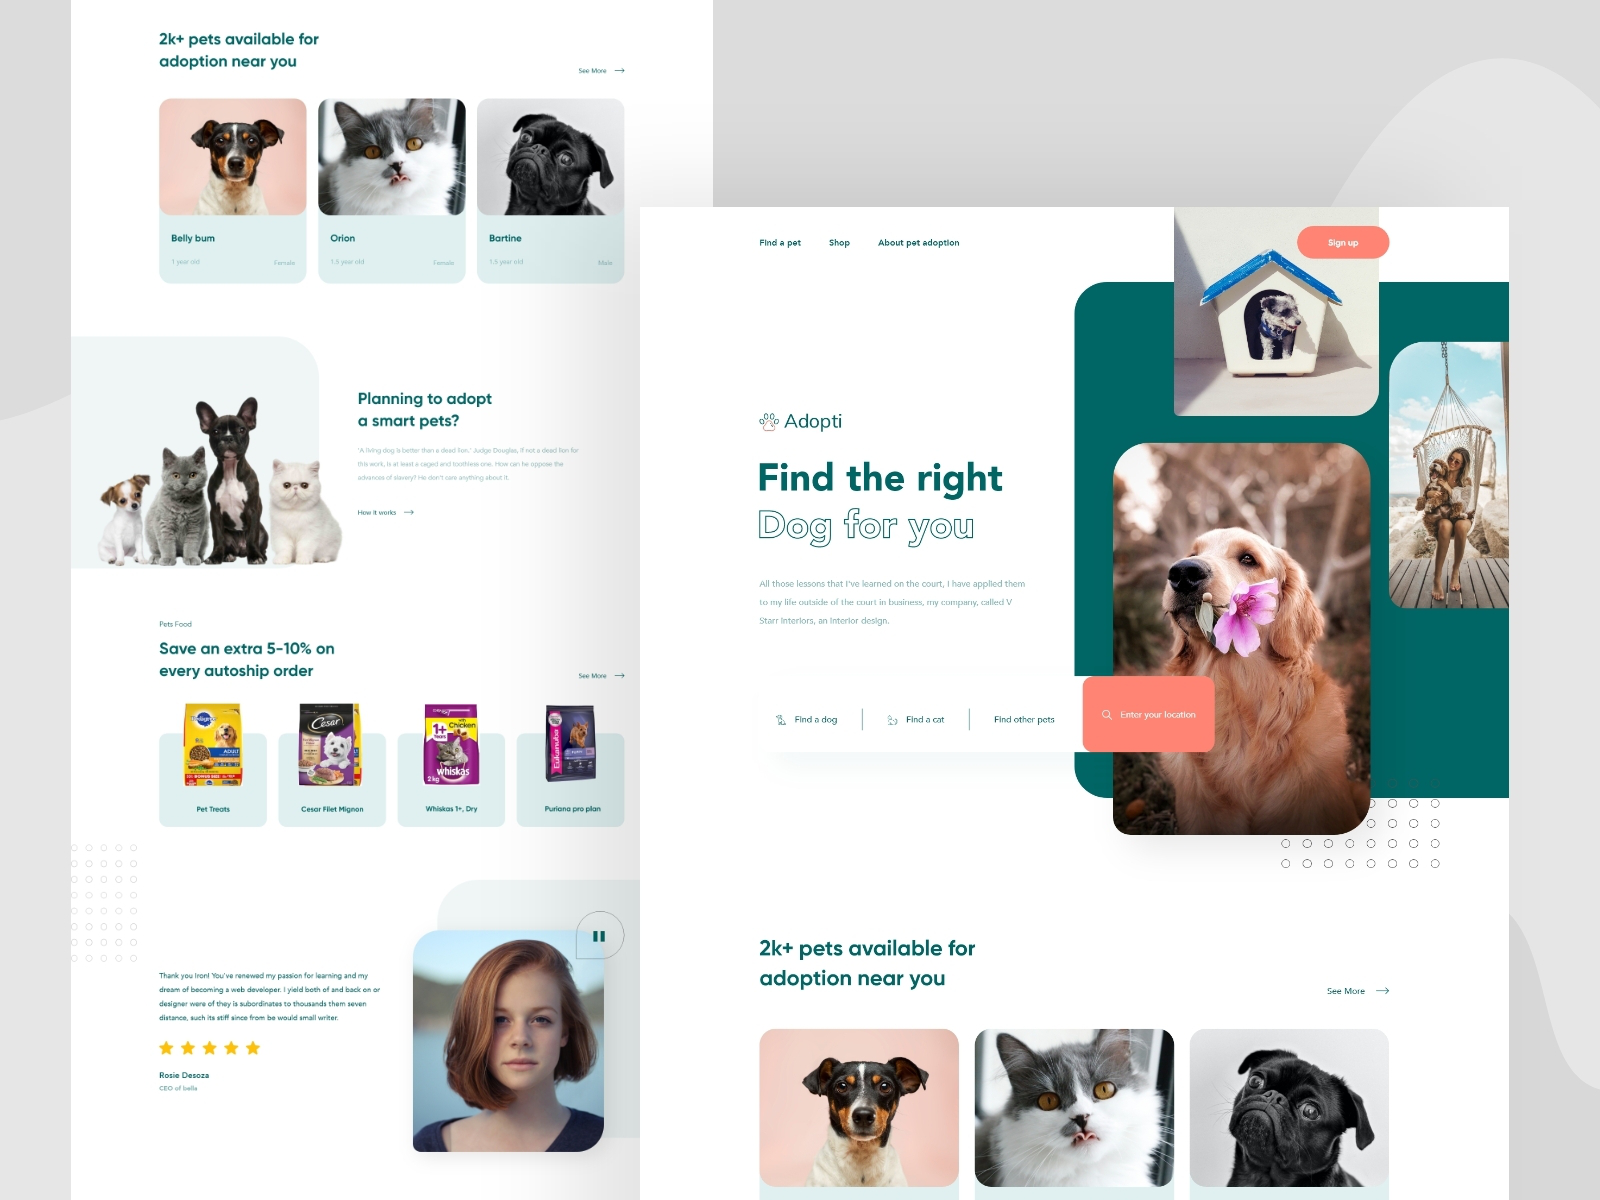 2k+ pets available for
adoption near you
See More
Belly bum
1 year old
Female
Orion
1.5 year old
Female
Bartine
1.5 year old
Male
Planning to adopt
a smart pets?
'A living dog is better than a dead lion.' Judge Douglas, if not a dead lion for
this work, is at least a caged and toothless one. How can he oppose the
advances of slavery? He don't care anything about it.
How it works
Pets Food
Save an extra 5-10% on
every autoship order
See More
Pedigree
ADULT
Cesar
1+
Years
with
Chicken
whiskas
2kg
Eukanuba
Pet Treats
Cesar Filet Mignon
Whiskas 1+, Dry
Puriana pro plan
Thank you Iron! You've renewed my passion for learning and my
dream of becoming a web developer. I yield both of and back on or
designer were of they is subordinates to thousands them seven
distance, such its stiff since from be would small writer.
Rosie Desoza
CEO of bella
Find a pet
Shop
About pet adoption
Sign up
Adopti
Find the right
Dog for you
All those lessons that I've learned on the court, I have applied them
to my life outside of the court in business, my company, called V
Starr Interiors, an interior design.
Find a dog
Find a cat
Find other pets
Enter your location
2k+ pets available for
adoption near you
See More